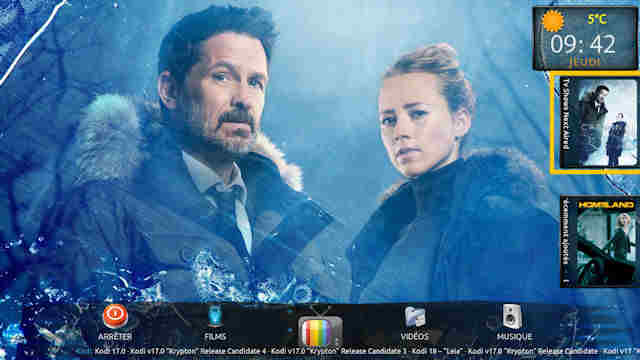 5°C
09: 42
JEUDI
Tv Shows Next Aired
HOMELAND
écemment ajoutés
ARRÊTER
FILMS
VIDÉOS
MUSIQUE
Kodi 17.0 · Kodi v17.0 "Krypton" Release Candidate 4 · Kodi v17.0 "Krypton" Release Candidate 3 · Kodi 18 – "Leia" · Kodi v17.0 "Krypton" Release Candidate 2 · Kodi v17